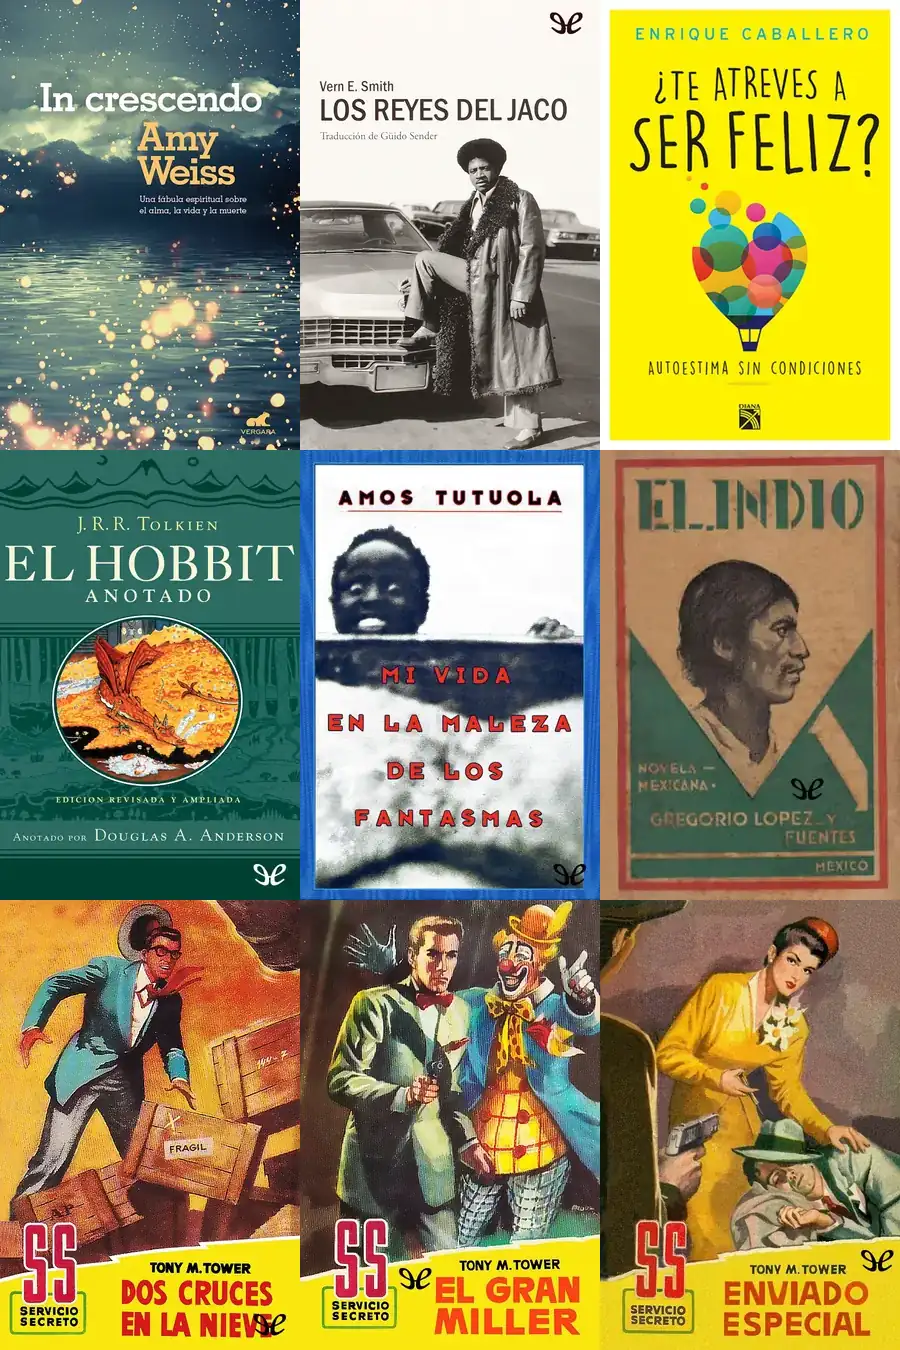 In crescendo
Amy
Weiss
Una fábula espiritual sobre
el alma, la vida y la muerte
VERGARA
Vern E. Smith
LOS REYES DEL JACO
Traducción de Güido Sender
ENRIQUE CABALLERO
¿TE ATREVES A
SER FELIZ?
AUTOESTIMA SIN CONDICIONES
DIANA
J. R. R. TOLKIEN
EL HOBBIT
ANOTADO
EDICION REVISADA Y AMPLIADA
ANOTADO POR DOUGLAS A. ANDERSON
AMOS TUTUOLA
MI VIDA
EN LA MALEZA
DE LOS
FANTASMAS
EL INDIO
NOVELA —
MEXICANA.
GREGORIO LOPEZ Y
FUENTES
MEXICO
FRAGIL
SS
SERVICIO
SECRETO
TONY M. TOWER
DOS CRUCES
EN LA NIEVE
SS
SERVICIO
SECRETO
TONY M. TOWER
EL GRAN
MILLER
SS
SERVICIO
SECRETO
TONY M. TOWER
ENVIADO
ESPECIAL